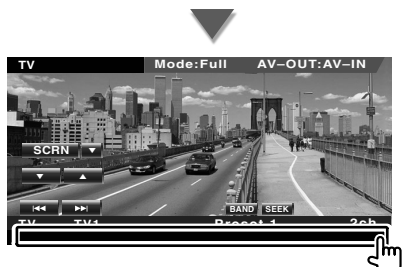 TV Mode:Full AV–OUT:AV–IN
SCRN
BAND SEEK
TV TV1 Preset 1 2ch